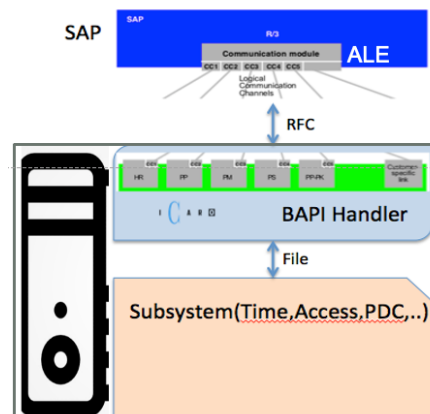 SAP
SAP
R/3
Communication module
ALE
CC1 CC2 CC3 CC4 CC5
Logical
Communication
Channels
RFC
HR PP PM PS PP-PK Customer-
specific
link
I C A R O
BAPI Handler
File
Subsystem(Time,Access,PDC,..)